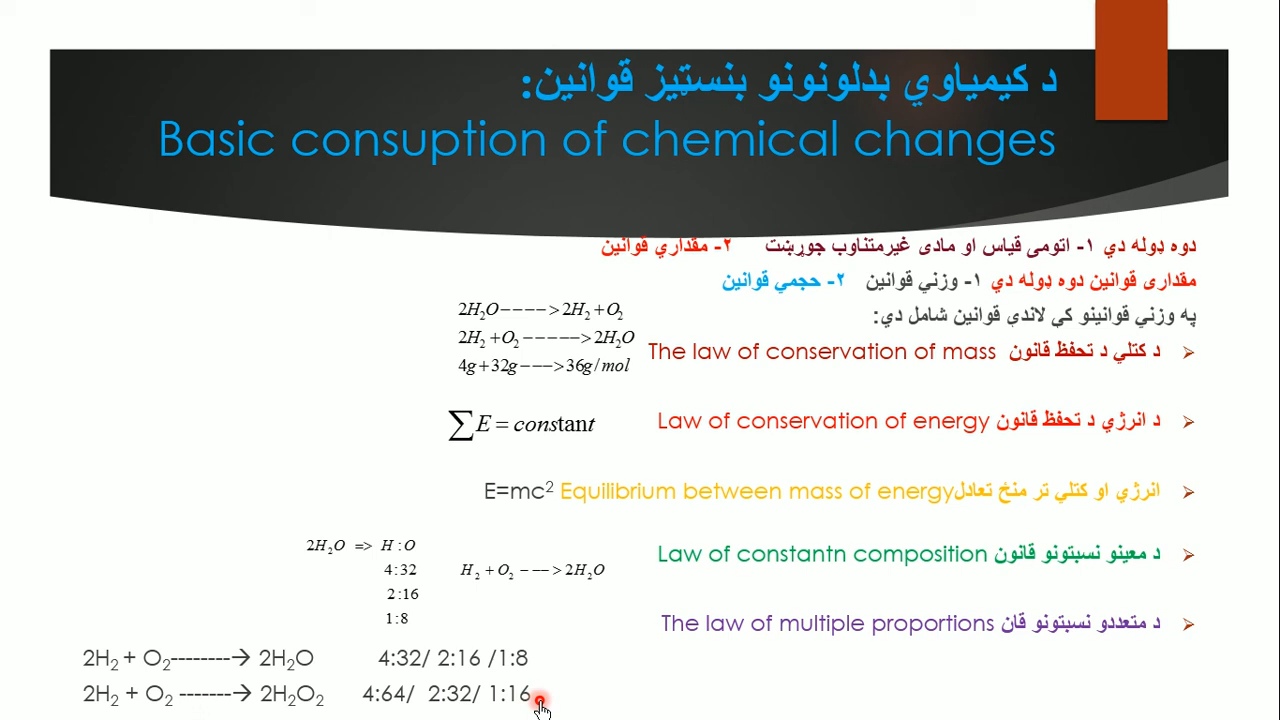 د کیمیاوي بدلونونو بنسټیز قوانین:
Basic consuption of chemical changes
دوه ډوله دي ۱- اتومی قیاس او مادی غیرمتناوب جوړښت ۲- مقداري قوانین
مقداری قوانین دوه ډوله دي ۱- وزني قوانین ۲- حجمي قوانین
په وزني قوانینو کې لاندې قوانین شامل دي:
2H₂O---->2H₂+O₂
2H₂+O₂----->2H₂O
4g+32g--->36g/mol
د کتلې د تحفظ قانون The law of conservation of mass
د انرژي د تحفظ قانون Law of conservation of energy
∑E = constant
انرژي او کتلې تر منځ تعادل Equilibrium between mass of energy E=mc²
د معینو نسبتونو قانون Law of constantn composition
2H₂O => H:O
4:32
2:16
1:8
H₂+O₂--->2H₂O
د متعددو نسبتونو قان The law of multiple proportions
2H₂ + O₂--------→ 2H₂O 4:32/ 2:16 /1:8
2H₂ + O₂ -------→ 2H₂O₂ 4:64/ 2:32/ 1:16